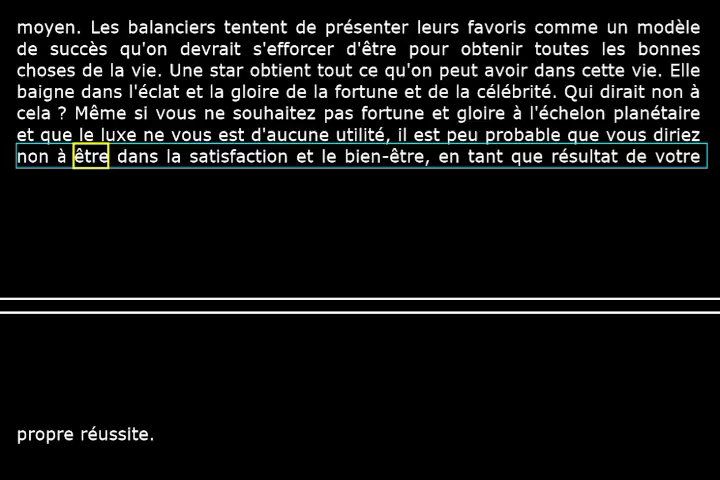 moyen. Les balanciers tentent de présenter leurs favoris comme un modèle
de succès qu'on devrait s'efforcer d'être pour obtenir toutes les bonnes
choses de la vie. Une star obtient tout ce qu'on peut avoir dans cette vie. Elle
baigne dans l'éclat et la gloire de la fortune et de la célébrité. Qui dirait non à
cela ? Même si vous ne souhaitez pas fortune et gloire à l'échelon planétaire
et que le luxe ne vous est d'aucune utilité, il est peu probable que vous diriez
non à être dans la satisfaction et le bien-être, en tant que résultat de votre
propre réussite.